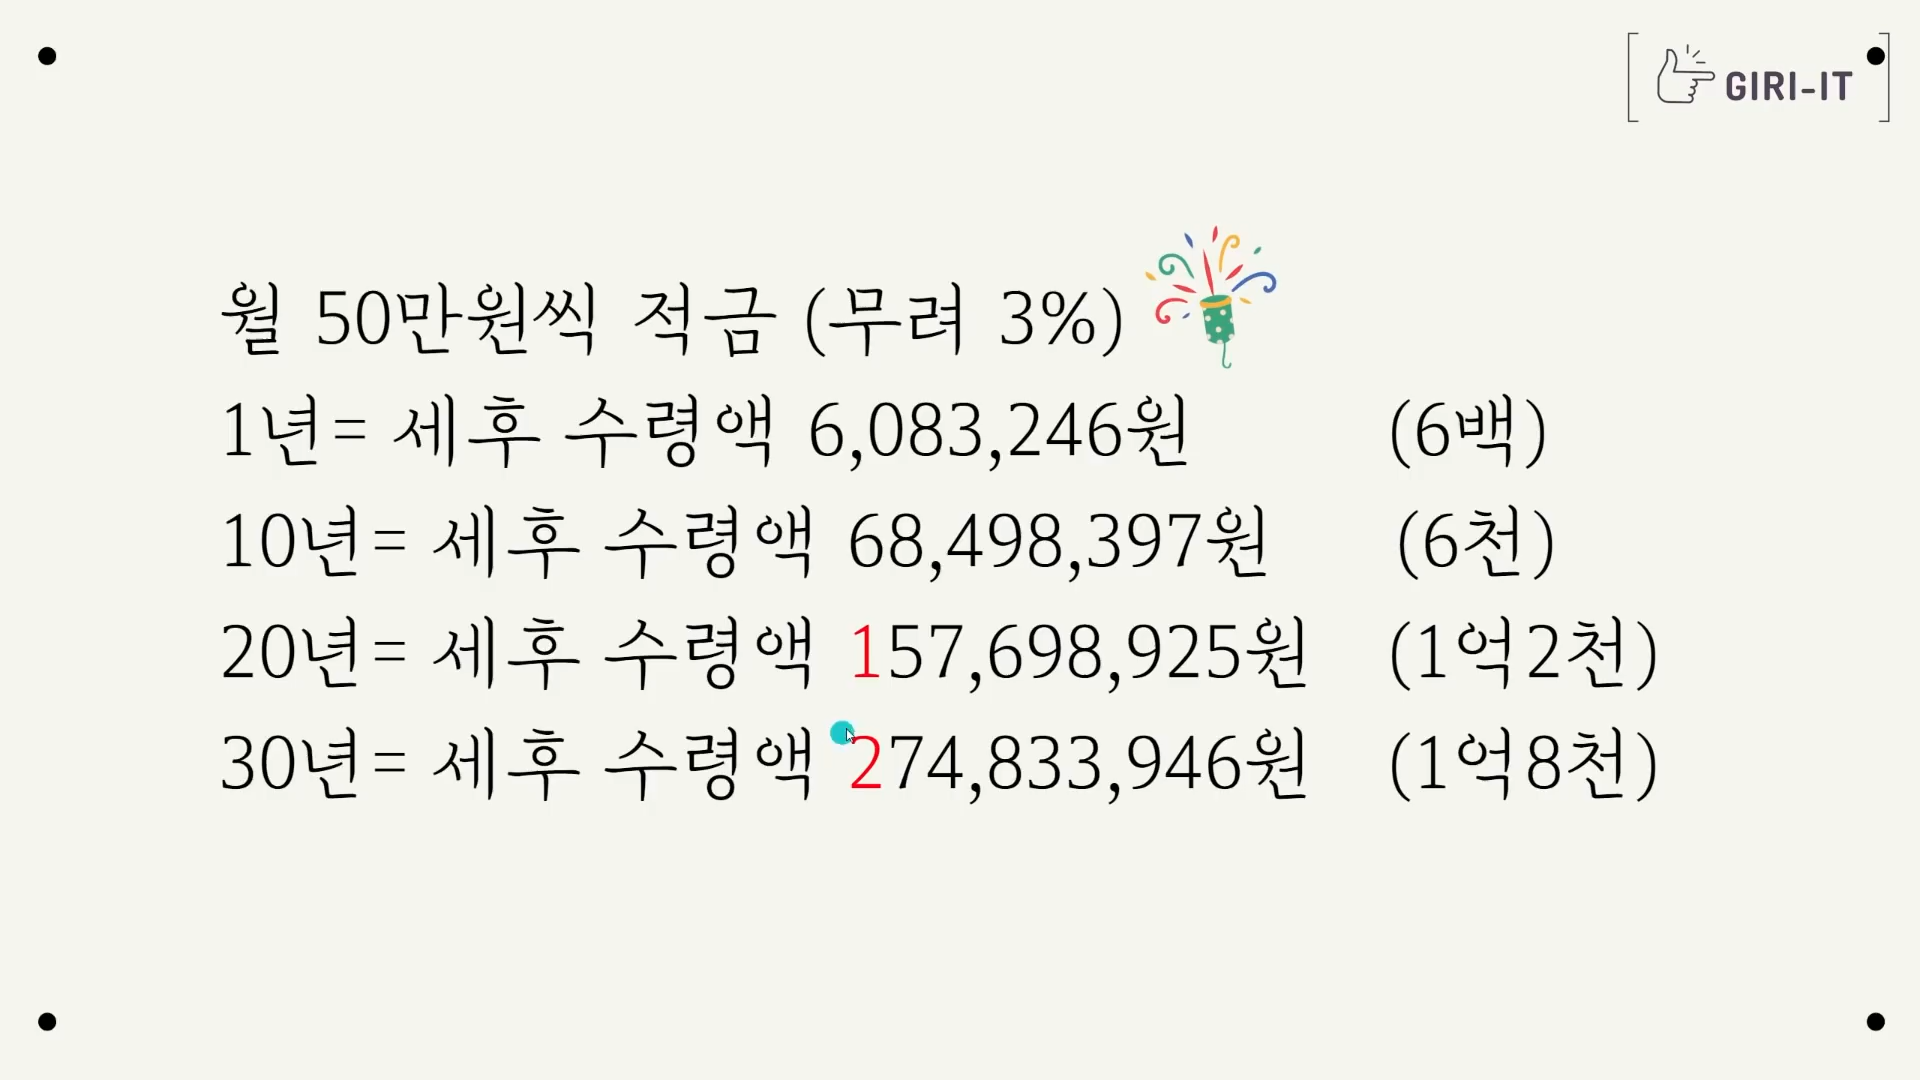 GIRI-IT
월 50만원씩 적금 (무려 3%)
1년= 세후 수령액 6,083,246원 (6백)
10년= 세후 수령액 68,498,397원 (6천)
20년= 세후 수령액 157,698,925원 (1억2천)
30년= 세후 수령액 274,833,946원 (1억8천)